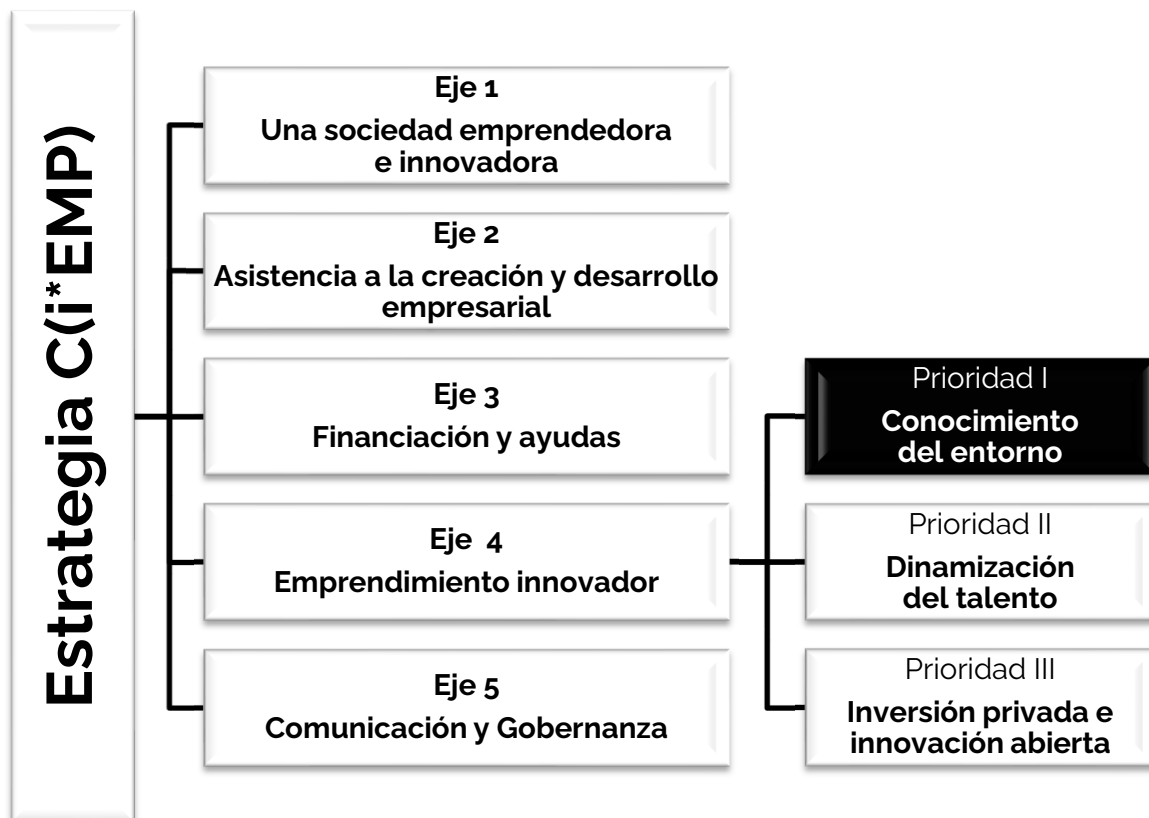 Estrategia C(i*EMP)
Eje 1
Una sociedad emprendedora
e innovadora
Eje 2
Asistencia a la creación y desarrollo
empresarial
Eje 3
Financiación y ayudas
Eje 4
Emprendimiento innovador
Eje 5
Comunicación y Gobernanza
Prioridad I
Conocimiento
del entorno
Prioridad II
Dinamización
del talento
Prioridad III
Inversión privada e
innovación abierta